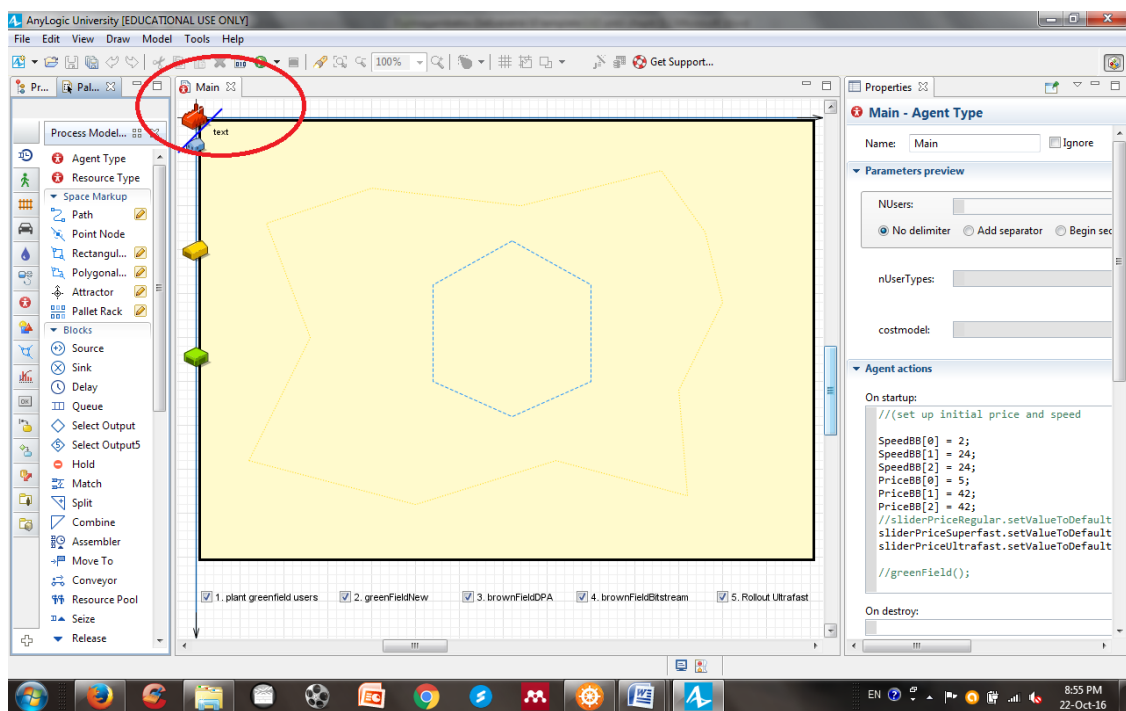 AnyLogic University [EDUCATIONAL USE ONLY]
File Edit View Draw Model Tools Help
100% Get Support...
Pr... Pal... Main Properties
Process Model...
text
Main - Agent Type
Name: Main Ignore
Agent Type
Resource Type
Space Markup
Path
Point Node
Rectangul...
Polygonal...
Attractor
Pallet Rack
Blocks
Source
Sink
Delay
Queue
Select Output
Select Output5
Hold
Match
Split
Combine
Assembler
Move To
Conveyor
Resource Pool
Seize
Release
Parameters preview
NUsers:
No delimiter Add separator Begin sec
nUserTypes:
costmodel:
Agent actions
On startup:
//(set up initial price and speed
SpeedBB[0] = 2;
SpeedBB[1] = 24;
SpeedBB[2] = 24;
PriceBB[0] = 5;
PriceBB[1] = 42;
PriceBB[2] = 42;
//sliderPriceRegular.setValueToDefault
sliderPriceSuperfast.setValueToDefault
sliderPriceUltrafast.setValueToDefault
//greenField();
On destroy:
1. plant greenfield users 2. greenFieldNew 3. brownFieldDPA 4. brownFieldBitstream 5. Rollout Ultrafast
EN 8:55 PM
22-Oct-16